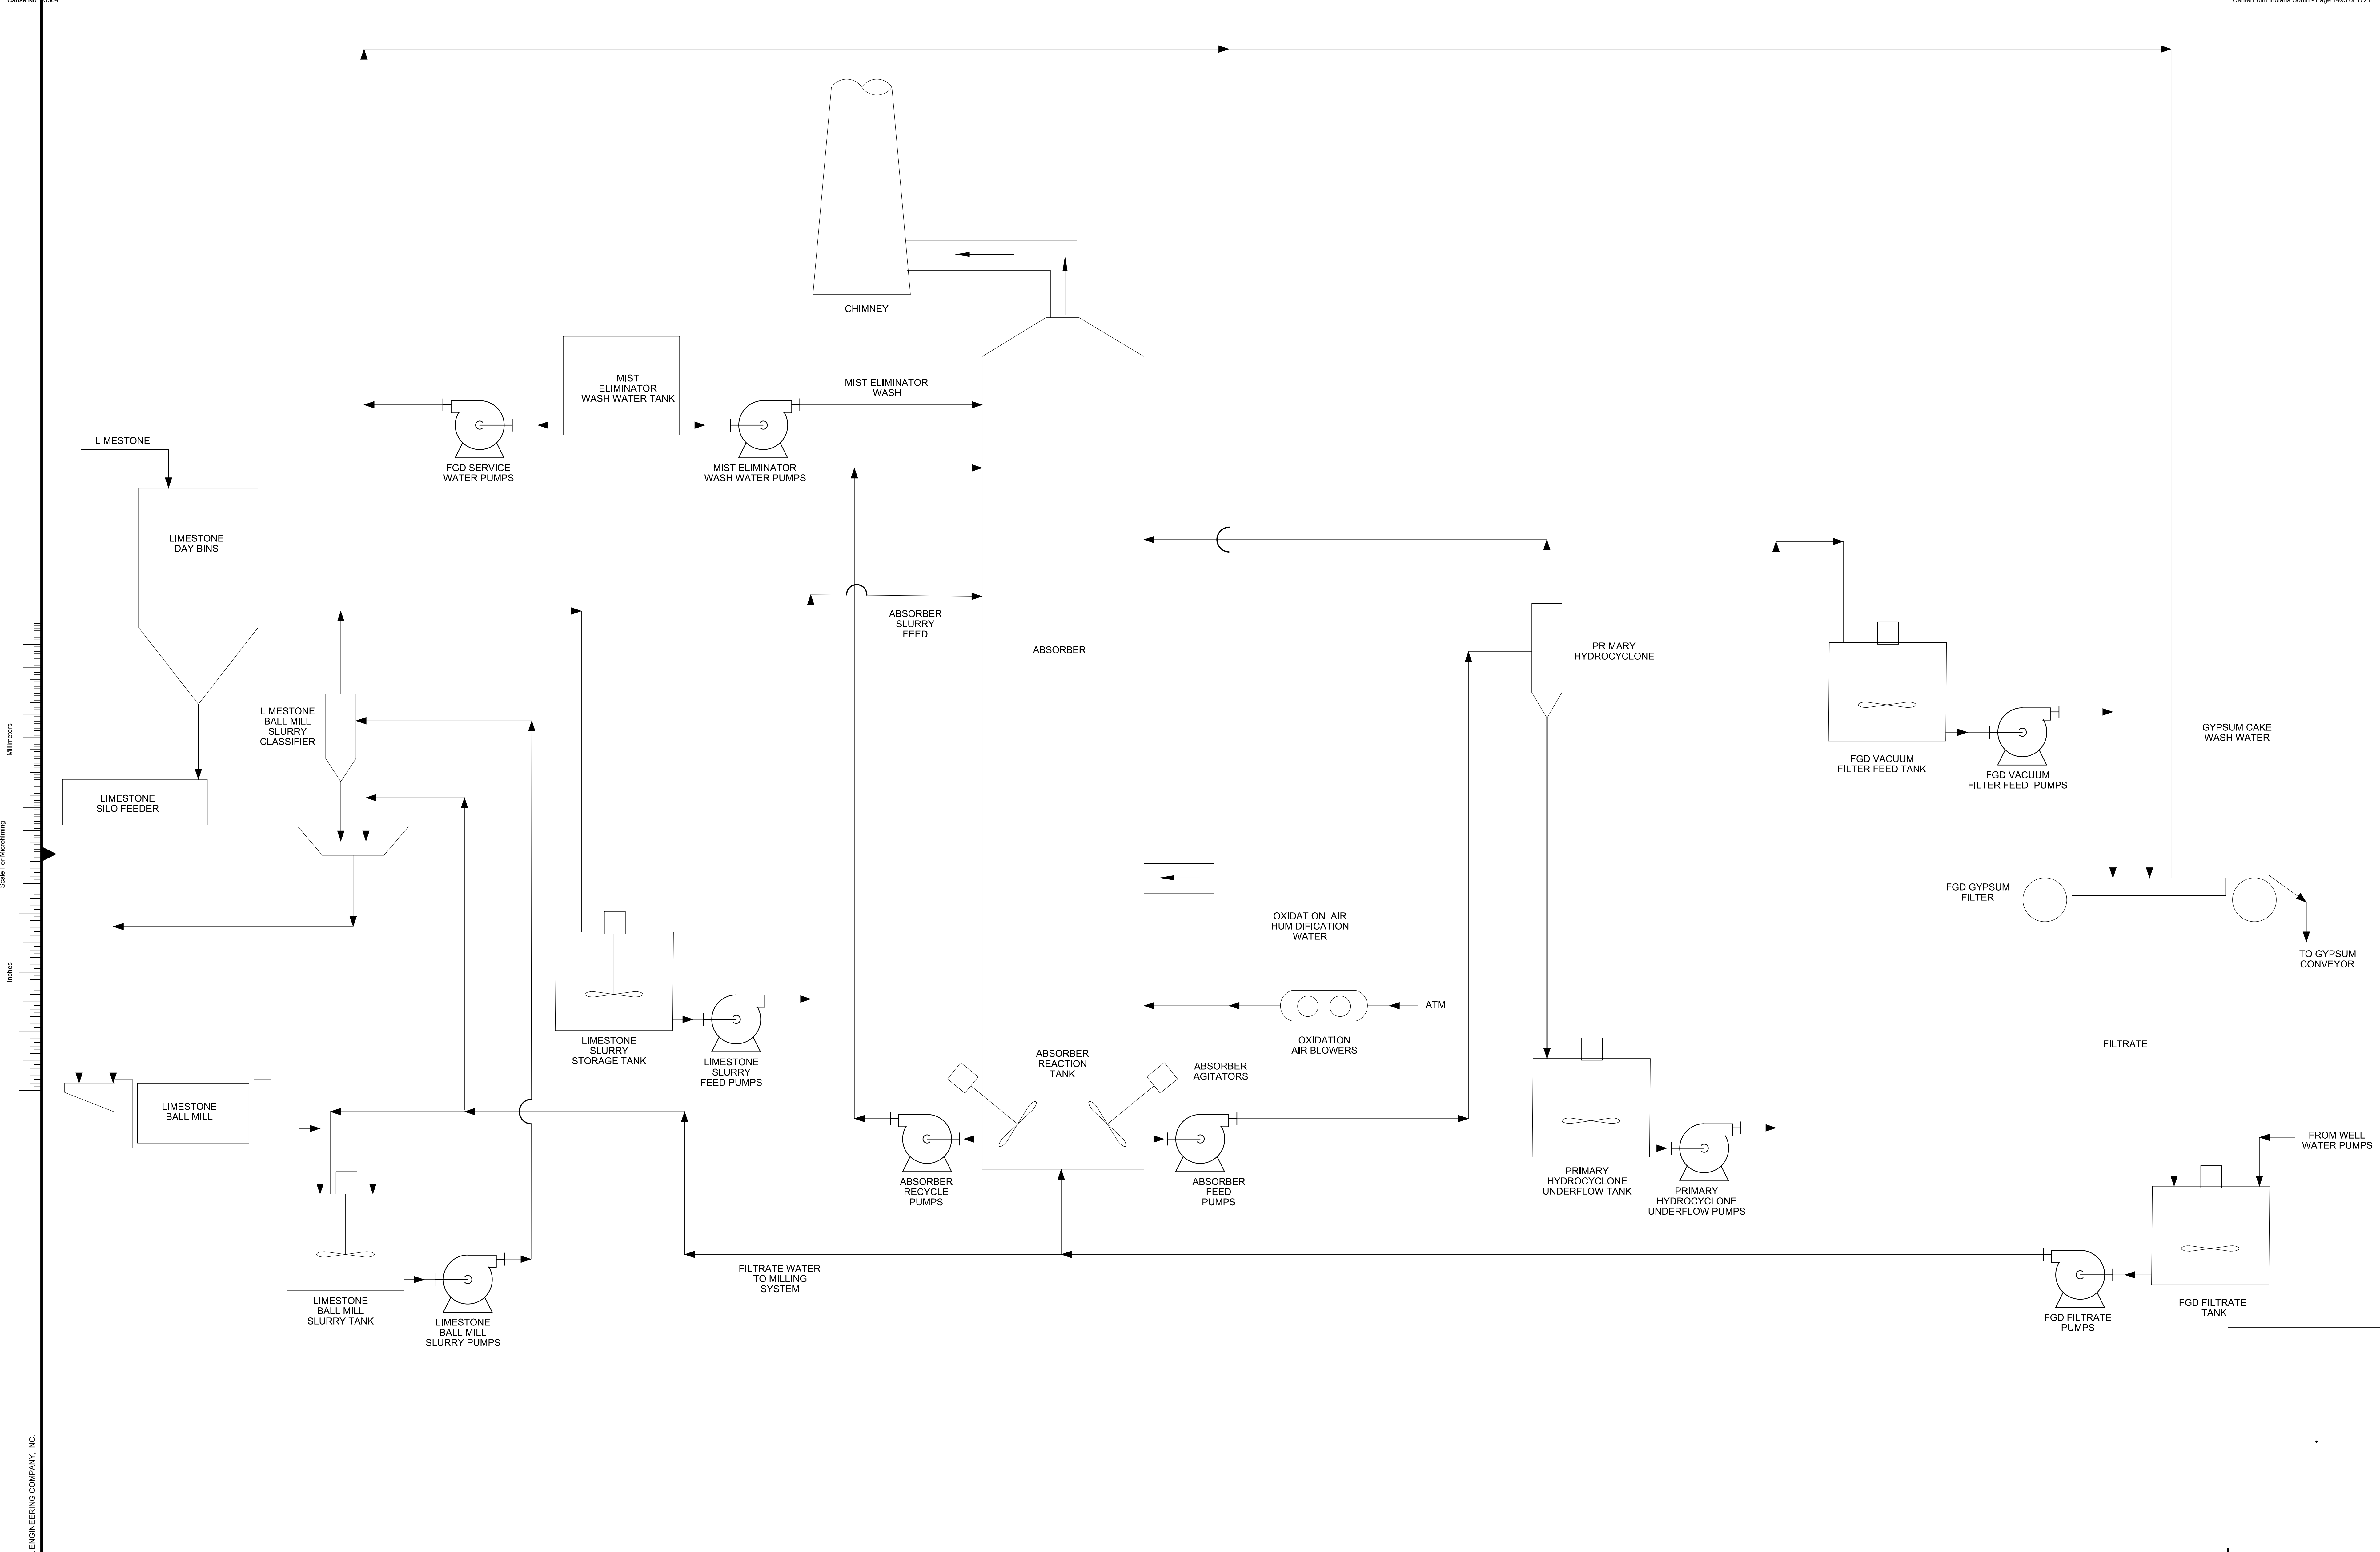 CHIMNEY
MIST
ELIMINATOR
WASH WATER TANK
MIST ELIMINATOR
WASH
LIMESTONE
FGD SERVICE
WATER PUMPS
MIST ELIMINATOR
WASH WATER PUMPS
LIMESTONE
DAY BINS
ABSORBER
SLURRY
FEED
ABSORBER
PRIMARY
HYDROCYCLONE
LIMESTONE
BALL MILL
SLURRY
CLASSIFIER
GYPSUM CAKE
WASH WATER
FGD VACUUM
FILTER FEED TANK
FGD VACUUM
FILTER FEED PUMPS
Millimeters
LIMESTONE
SILO FEEDER
Scale For Microfilming
FGD GYPSUM
FILTER
OXIDATION AIR
HUMIDIFICATION
WATER
TO GYPSUM
CONVEYOR
Inches
ATM
LIMESTONE
SLURRY
STORAGE TANK
OXIDATION
AIR BLOWERS
FILTRATE
LIMESTONE
SLURRY
FEED PUMPS
ABSORBER
REACTION
TANK
ABSORBER
AGITATORS
LIMESTONE
BALL MILL
FROM WELL
WATER PUMPS
ABSORBER
RECYCLE
PUMPS
ABSORBER
FEED
PUMPS
PRIMARY
HYDROCYCLONE
UNDERFLOW TANK
PRIMARY
HYDROCYCLONE
UNDERFLOW PUMPS
FILTRATE WATER
TO MILLING
SYSTEM
LIMESTONE
BALL MILL
SLURRY TANK
LIMESTONE
BALL MILL
SLURRY PUMPS
FGD FILTRATE
TANK
FGD FILTRATE
PUMPS
ENGINEERING COMPANY, INC.